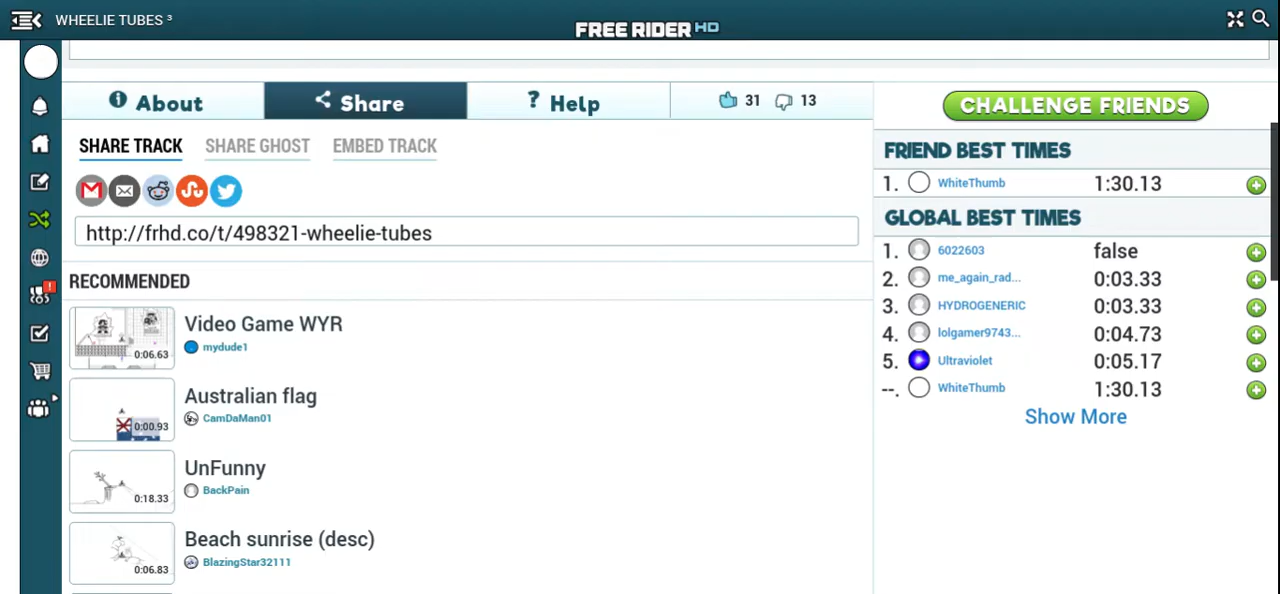 WHEELIE TUBES ³
FREE RIDER HD
About
Share
? Help
31
13
CHALLENGE FRIENDS
SHARE TRACK
SHARE GHOST
EMBED TRACK
http://frhd.co/t/498321-wheelie-tubes
FRIEND BEST TIMES
1. WhiteThumb 1:30.13
GLOBAL BEST TIMES
1. 6022603 false
2. me_again_rad... 0:03.33
3. HYDROGENERIC 0:03.33
4. lolgamer9743... 0:04.73
5. Ultraviolet 0:05.17
--. WhiteThumb 1:30.13
Show More
RECOMMENDED
0:06.63
Video Game WYR
mydude1
0:00.93
Australian flag
CamDaMan01
0:18.33
UnFunny
BackPain
0:06.83
Beach sunrise (desc)
BlazingStar32111